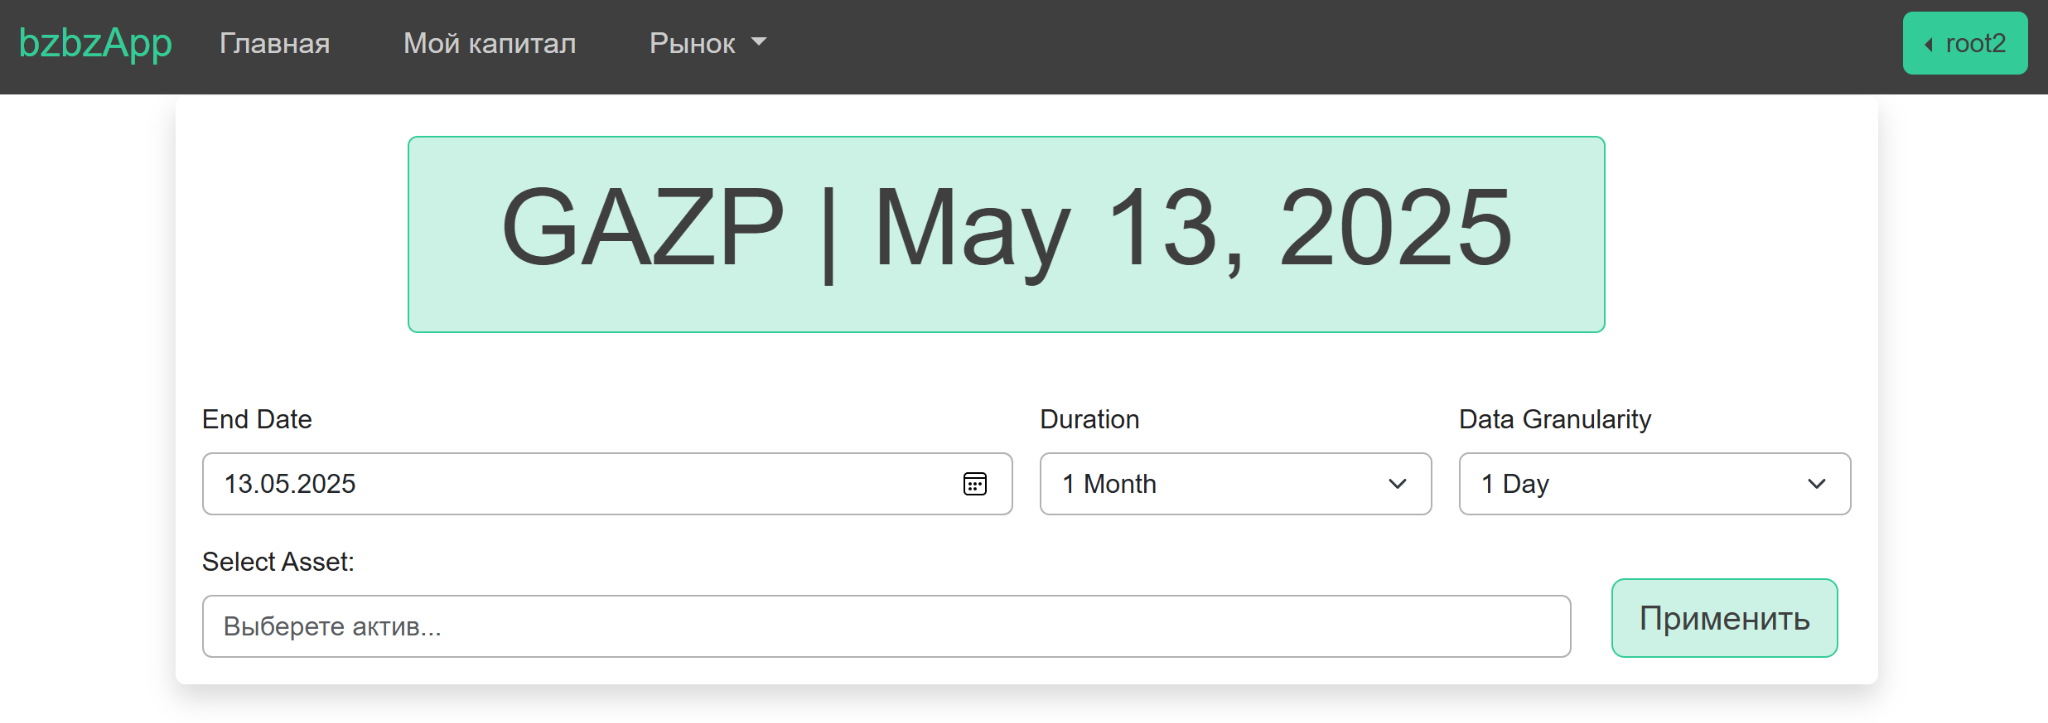 bzbzApp Главная Мой капитал Рынок root2
GAZP | May 13, 2025
End Date Duration Data Granularity
13.05.2025 1 Month 1 Day
Select Asset:
Выберете актив... Применить